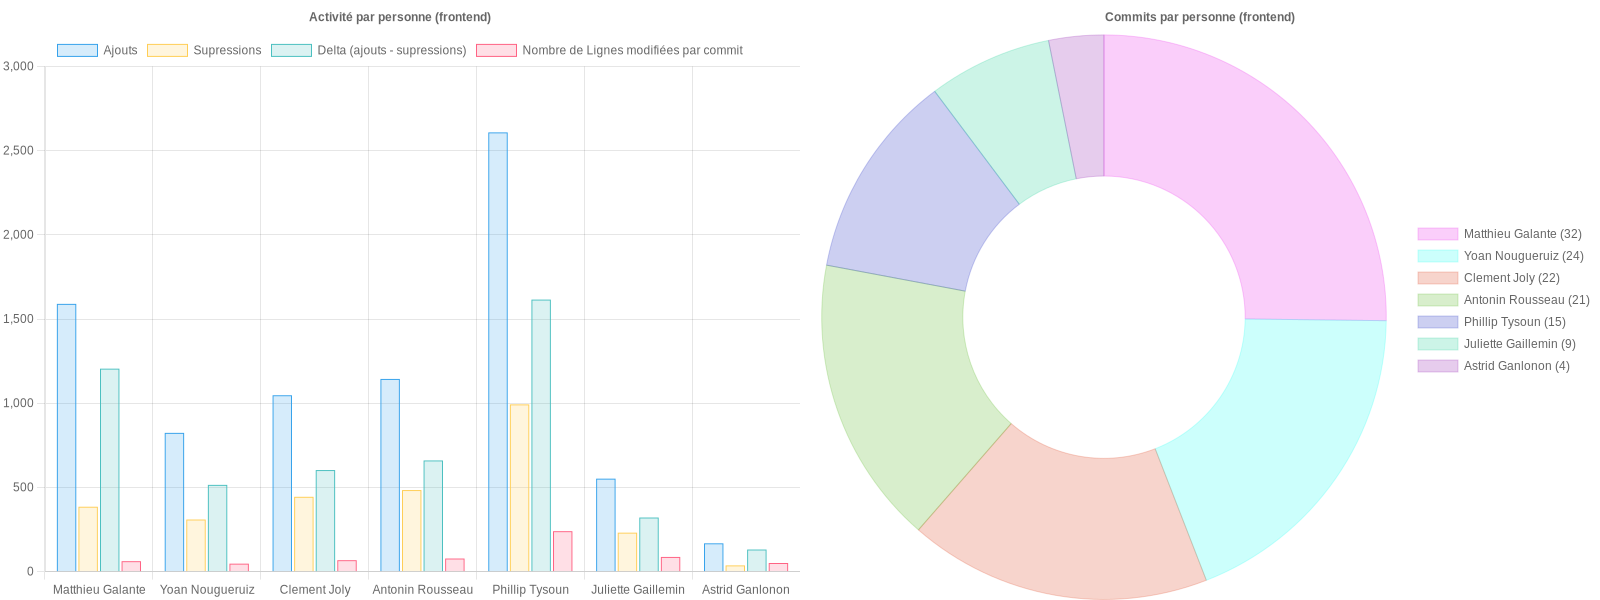 Activité par personne (frontend)
Ajouts
Supressions
Delta (ajouts - supressions)
Nombre de Lignes modifiées par commit
3,000
2,500
2,000
1,500
1,000
500
0
Matthieu Galante
Yoan Nougueruiz
Clement Joly
Antonin Rousseau
Phillip Tysoun
Juliette Gaillemin
Astrid Ganlonon
Commits par personne (frontend)
Matthieu Galante (32)
Yoan Nougueruiz (24)
Clement Joly (22)
Antonin Rousseau (21)
Phillip Tysoun (15)
Juliette Gaillemin (9)
Astrid Ganlonon (4)